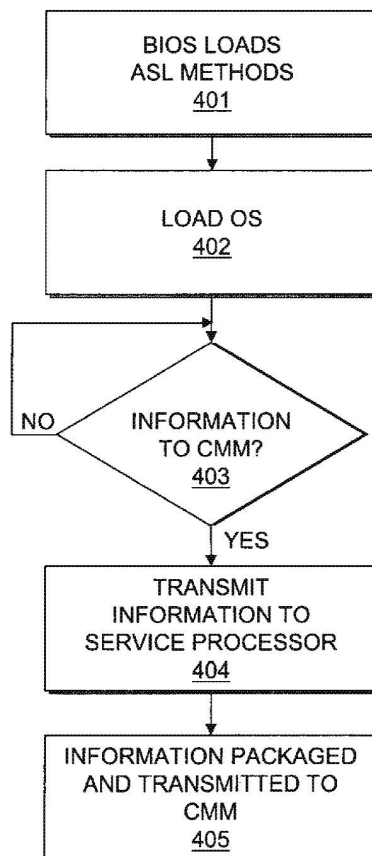 BIOS LOADS
ASL METHODS
401
LOAD OS
402
INFORMATION
TO CMM?
403
NO
YES
TRANSMIT
INFORMATION TO
SERVICE PROCESSOR
404
INFORMATION PACKAGED
AND TRANSMITTED TO
CMM
405